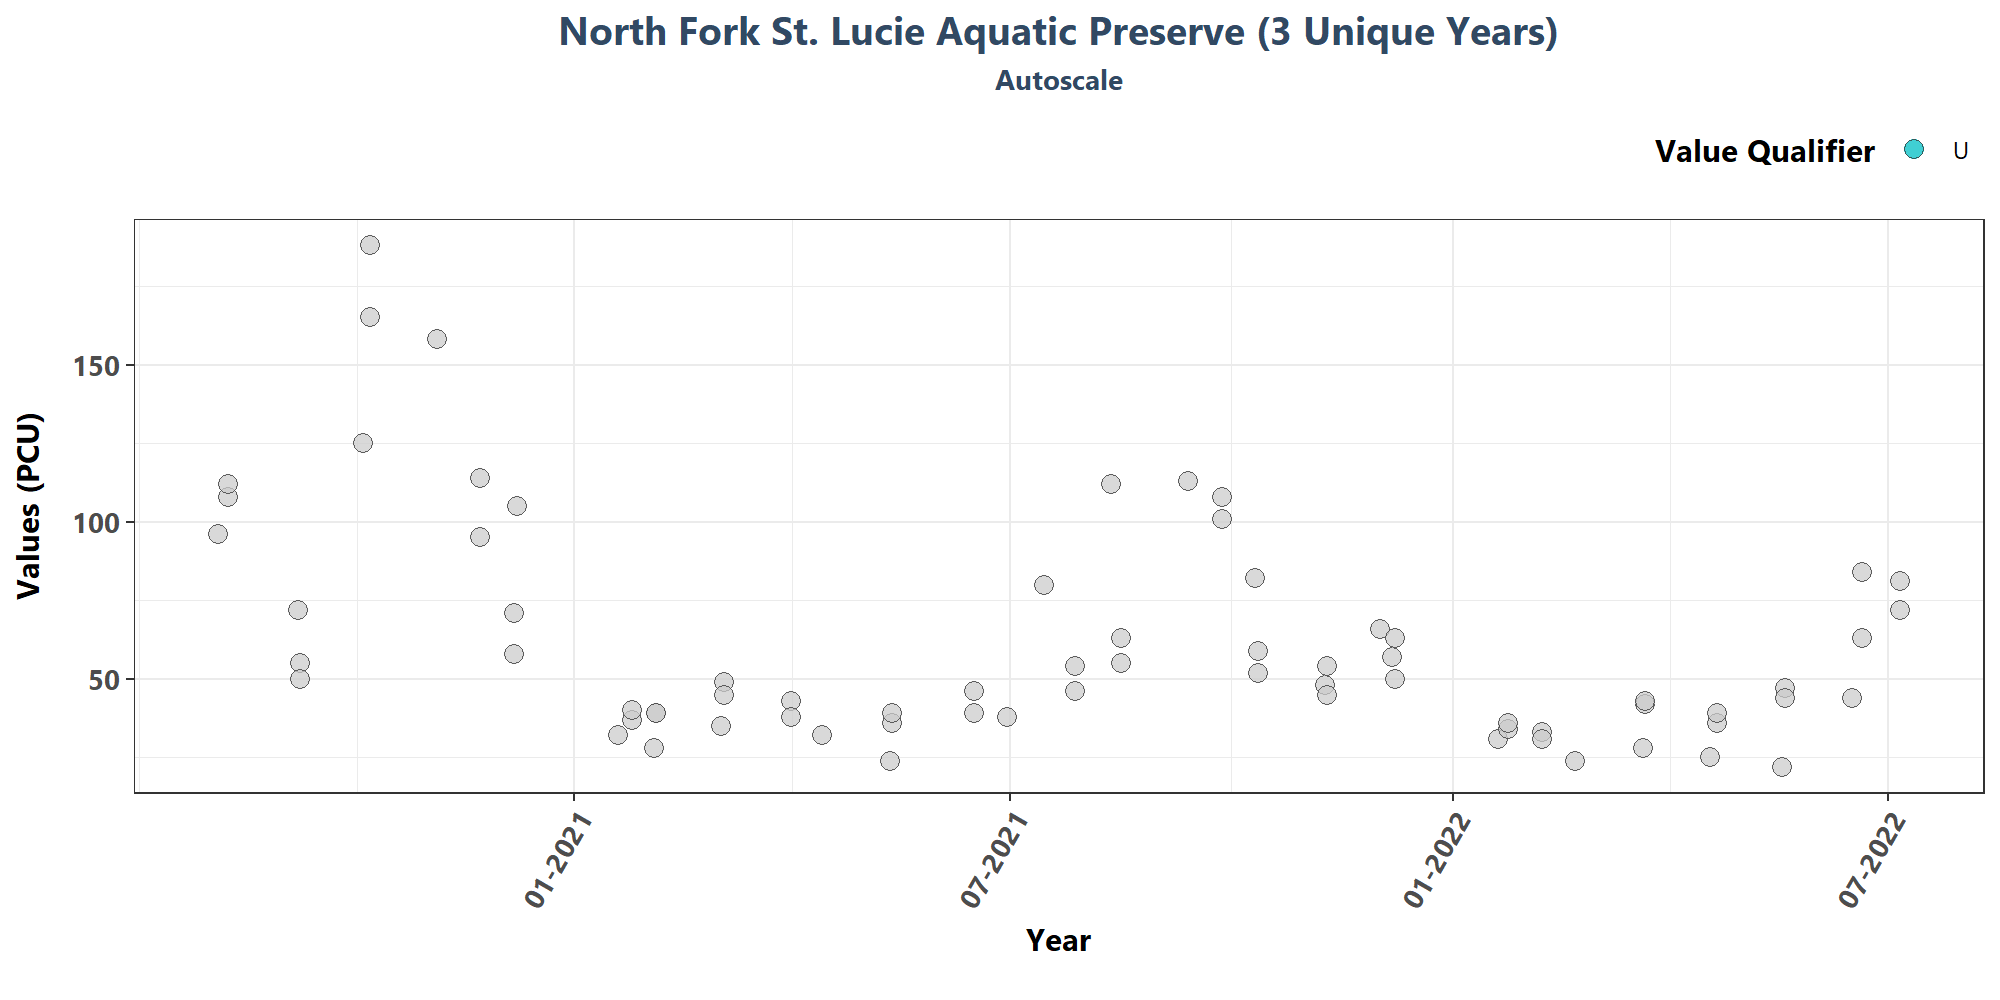 North Fork St. Lucie Aquatic Preserve (3 Unique Years)
Autoscale
Value Qualifier U
Values (PCU)
150
100
50
01-2021
07-2021
01-2022
07-2022
Year